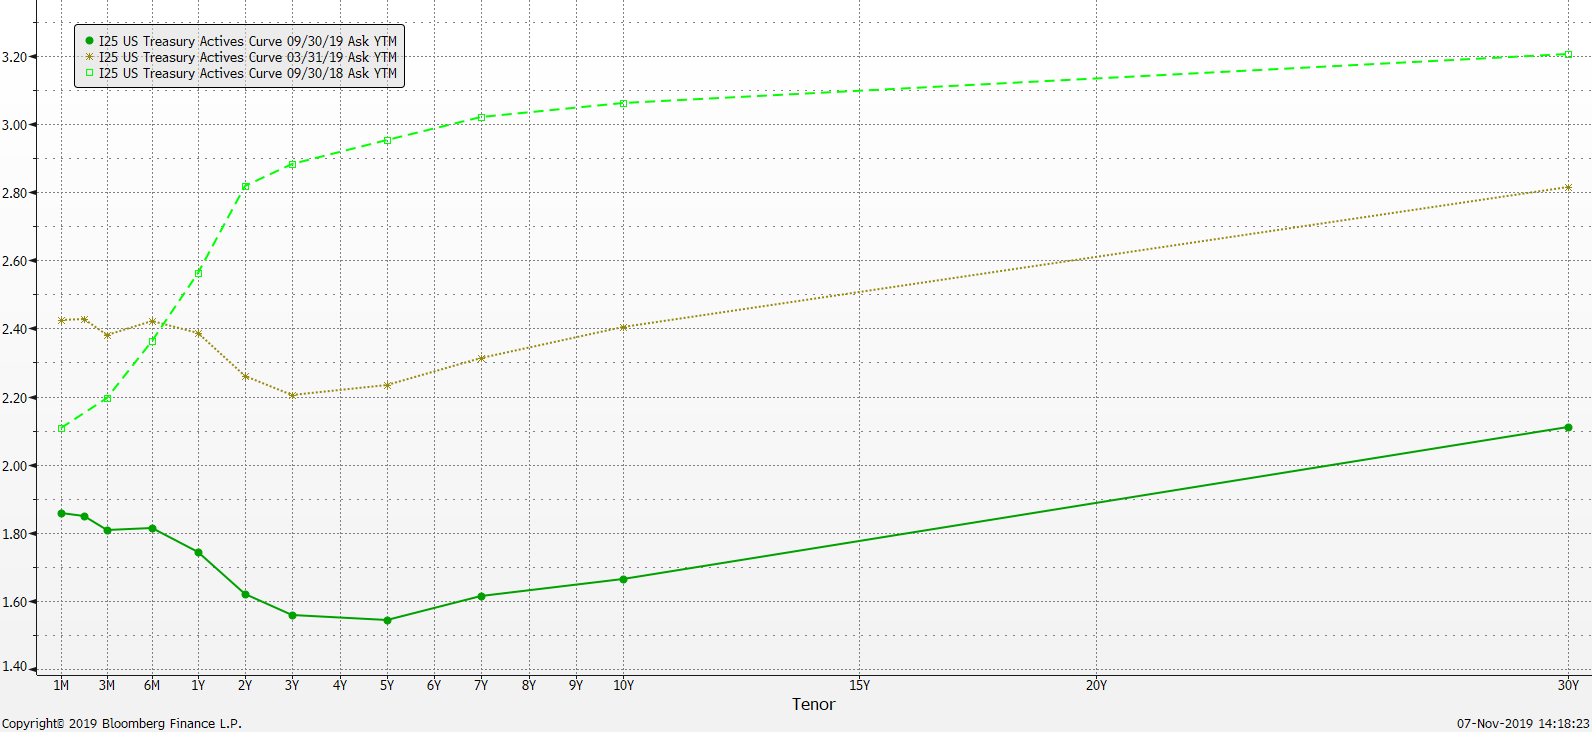 I25 US Treasury Actives Curve 09/30/19 Ask YTM
I25 US Treasury Actives Curve 03/31/19 Ask YTM
I25 US Treasury Actives Curve 09/30/18 Ask YTM
3.20
3.00
2.80
2.60
2.40
2.20
2.00
1.80
1.60
1.40
1M 3M 6M 1Y 2Y 3Y 4Y 5Y 6Y 7Y 8Y 9Y 10Y 15Y 20Y 30Y
Tenor
Copyright© 2019 Bloomberg Finance L.P. 07-Nov-2019 14:18:23